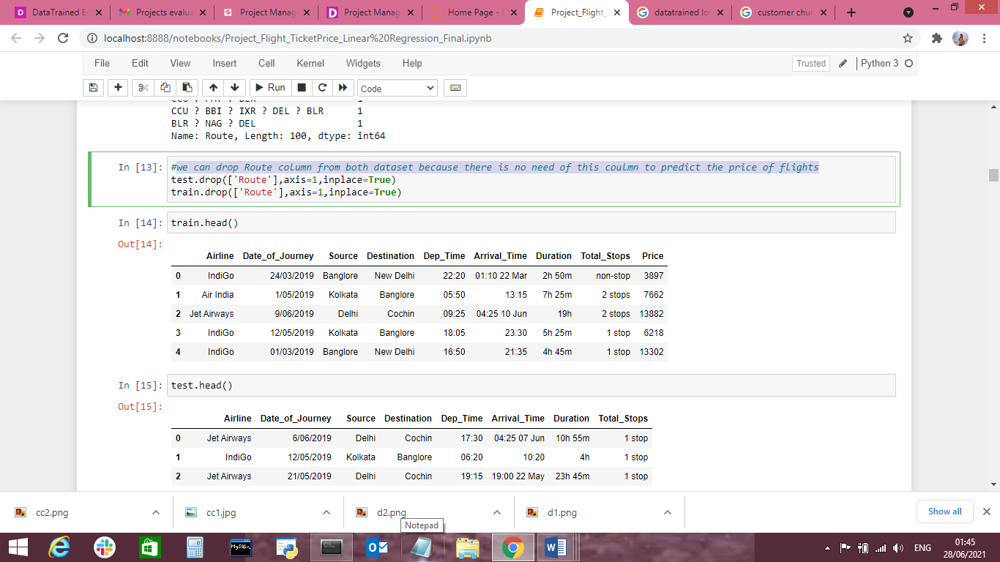 DataTrained E
Projects evalua
Project Manag
Project Manag
Home Page -
Project_Flight_
datatrained lo
customer chur
localhost:8888/notebooks/Project_Flight_TicketPrice_Linear%20Regression_Final.ipynb
File Edit View Insert Cell Kernel Widgets Help Trusted Python 3
Run Code
CCU ? BBI ? IXR ? DEL ? BLR 1
BLR ? NAG ? DEL 1
Name: Route, Length: 100, dtype: int64
In [13]: #we can drop Route column from both dataset because there is no need of this coulmn to predict the price of flights
test.drop(['Route'],axis=1,inplace=True)
train.drop(['Route'],axis=1,inplace=True)
In [14]: train.head()
Out[14]:
Airline Date_of_Journey Source Destination Dep_Time Arrival_Time Duration Total_Stops Price
0 IndiGo 24/03/2019 Banglore New Delhi 22:20 01:10 22 Mar 2h 50m non-stop 3897
1 Air India 1/05/2019 Kolkata Banglore 05:50 13:15 7h 25m 2 stops 7662
2 Jet Airways 9/06/2019 Delhi Cochin 09:25 04:25 10 Jun 19h 2 stops 13882
3 IndiGo 12/05/2019 Kolkata Banglore 18:05 23:30 5h 25m 1 stop 6218
4 IndiGo 01/03/2019 Banglore New Delhi 16:50 21:35 4h 45m 1 stop 13302
In [15]: test.head()
Out[15]:
Airline Date_of_Journey Source Destination Dep_Time Arrival_Time Duration Total_Stops
0 Jet Airways 6/06/2019 Delhi Cochin 17:30 04:25 07 Jun 10h 55m 1 stop
1 IndiGo 12/05/2019 Kolkata Banglore 06:20 10:20 4h 1 stop
2 Jet Airways 21/05/2019 Delhi Cochin 19:15 19:00 22 May 23h 45m 1 stop
cc2.png cc1.jpg d2.png d1.png Show all
Notepad
MySQL
ENG
01:45
28/06/2021